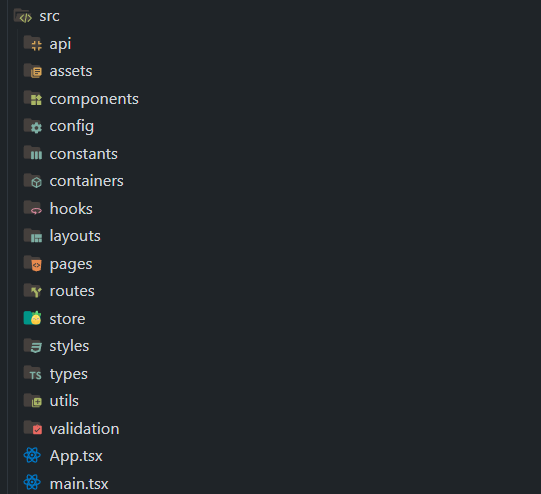 src
api
assets
components
config
constants
containers
hooks
layouts
pages
routes
store
styles
TS types
utils
validation
App.tsx
main.tsx